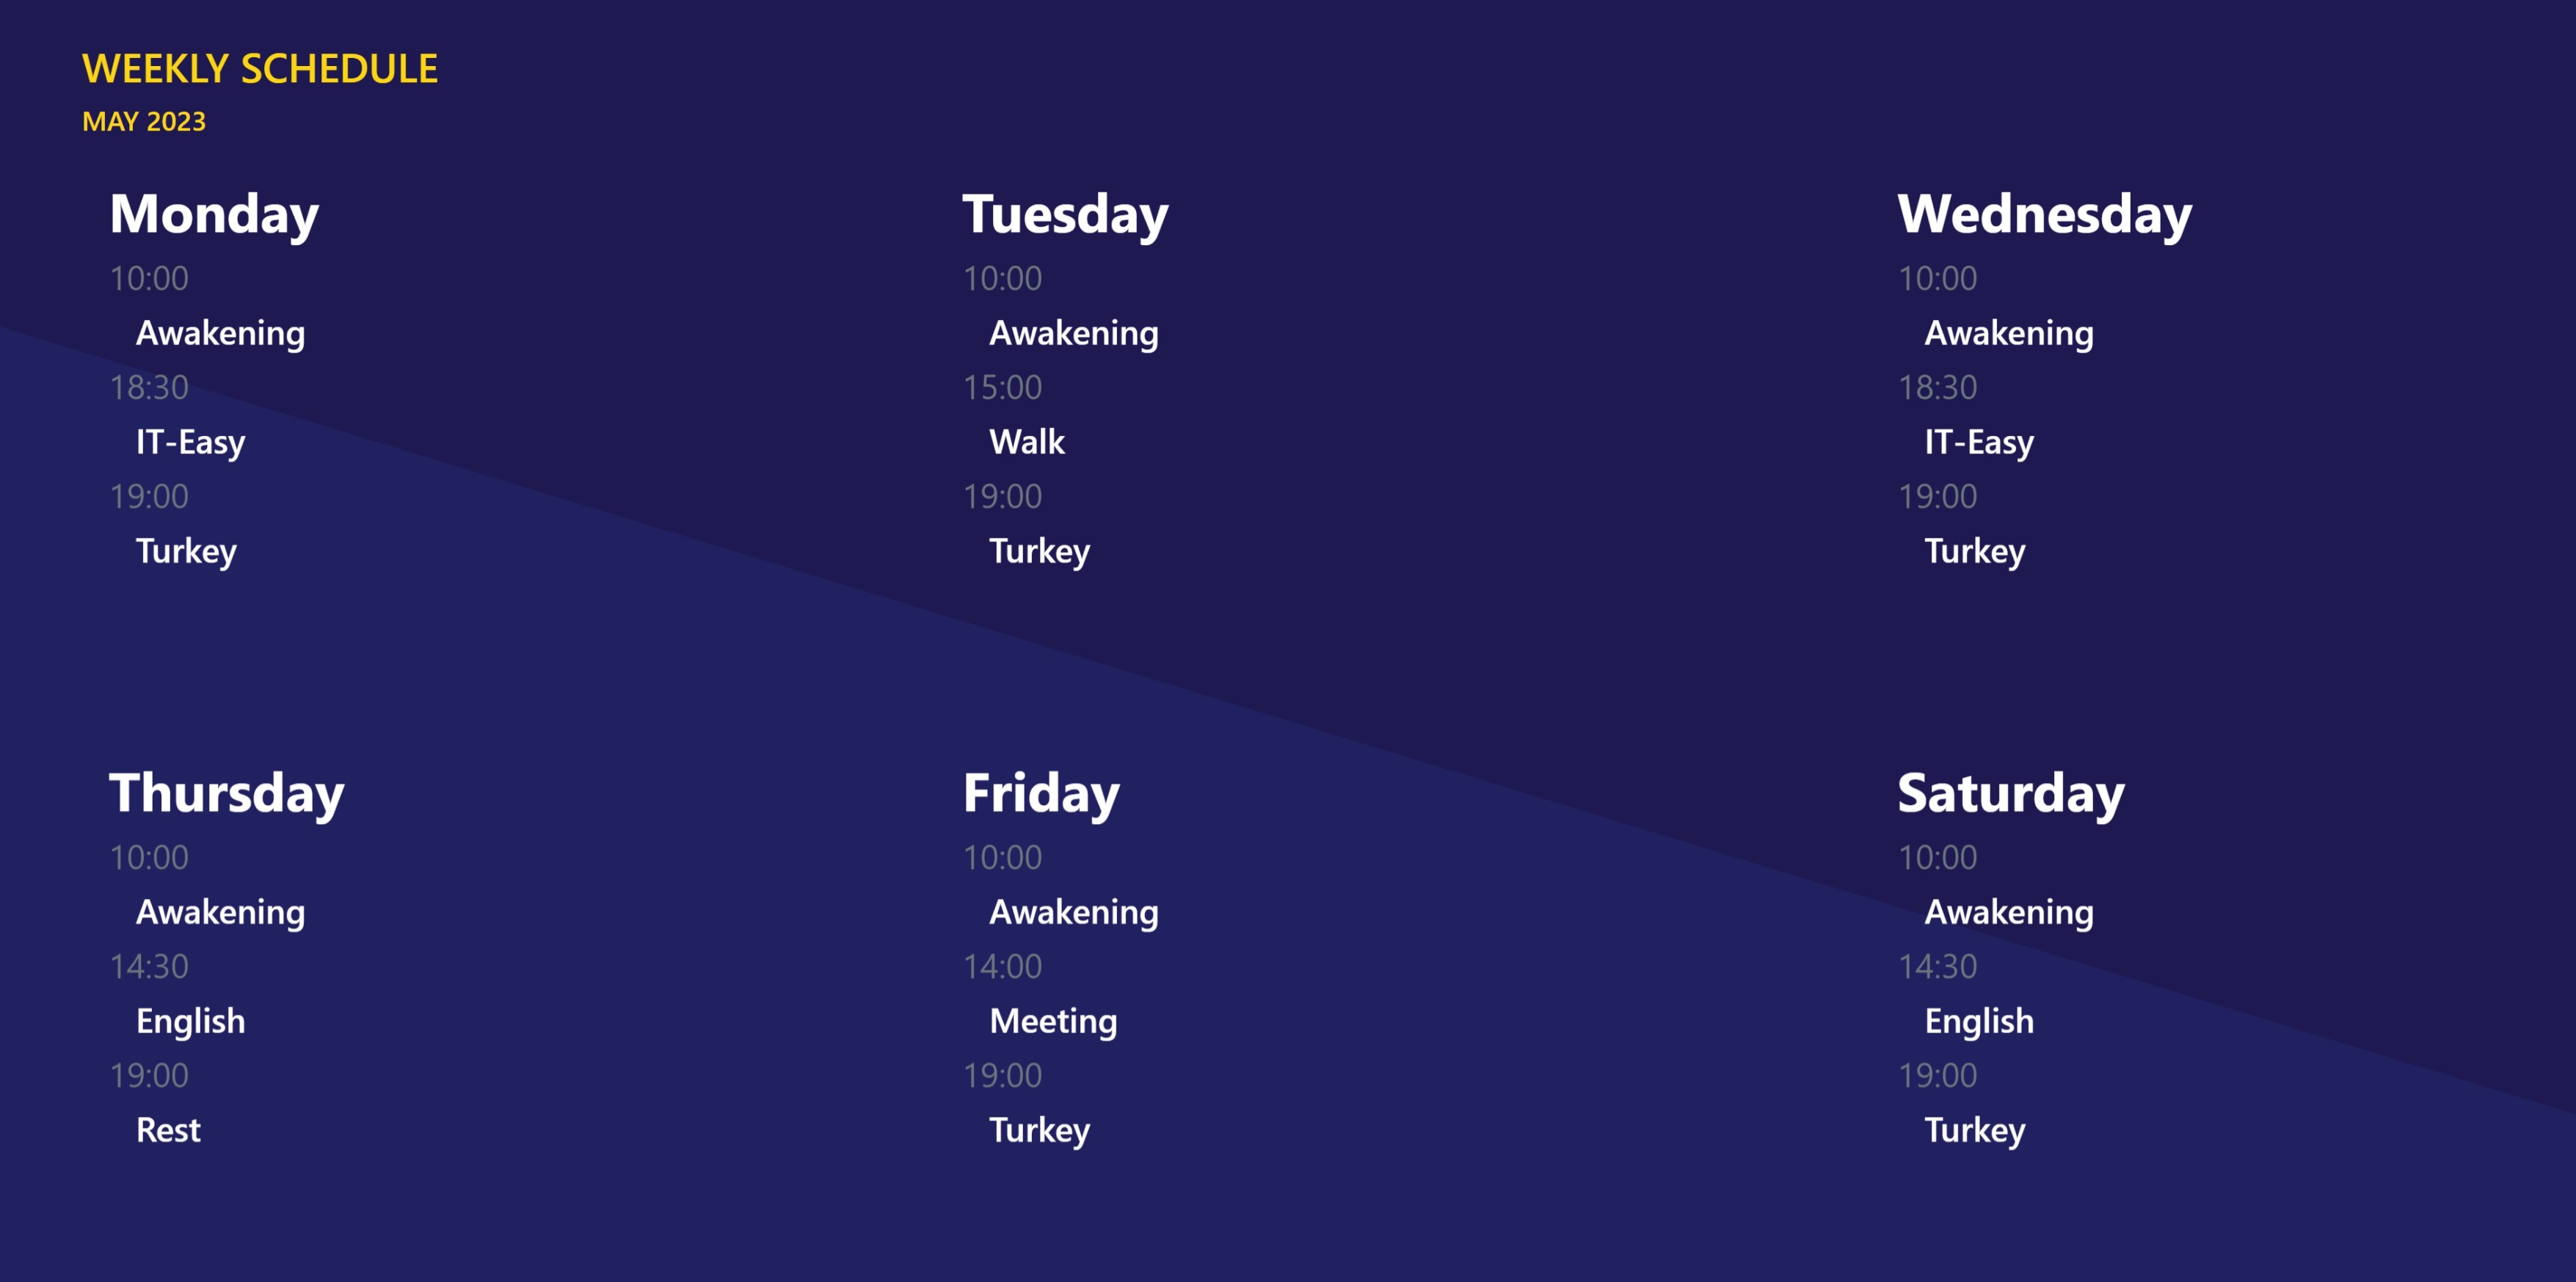 WEEKLY SCHEDULE
MAY 2023
Monday
10:00
Awakening
18:30
IT-Easy
19:00
Turkey
Tuesday
10:00
Awakening
15:00
Walk
19:00
Turkey
Wednesday
10:00
Awakening
18:30
IT-Easy
19:00
Turkey
Thursday
10:00
Awakening
14:30
English
19:00
Rest
Friday
10:00
Awakening
14:00
Meeting
19:00
Turkey
Saturday
10:00
Awakening
14:30
English
19:00
Turkey